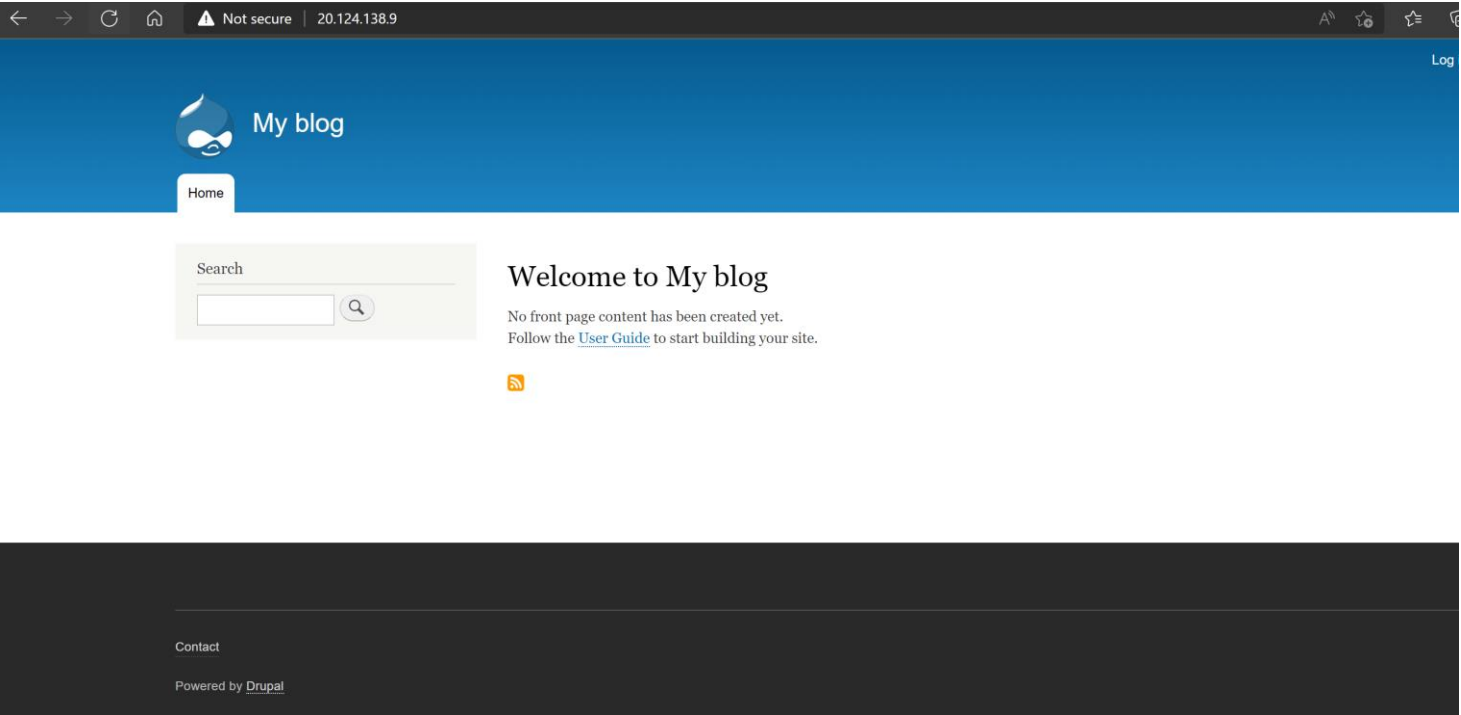 Not secure 20.124.138.9
Log
My blog
Home
Search
Welcome to My blog
No front page content has been created yet.
Follow the User Guide to start building your site.
Contact
Powered by Drupal